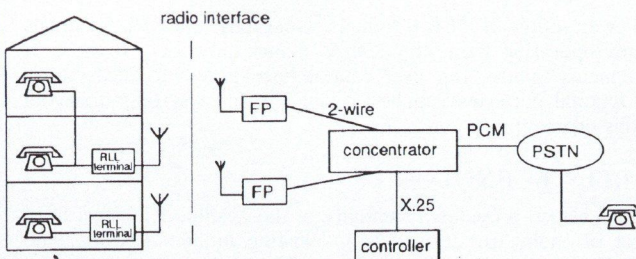 radio interface
FP
2-wire
PCM
RLL
terminal
concentrator
PSTN
FP
X.25
RLL
terminal
controller